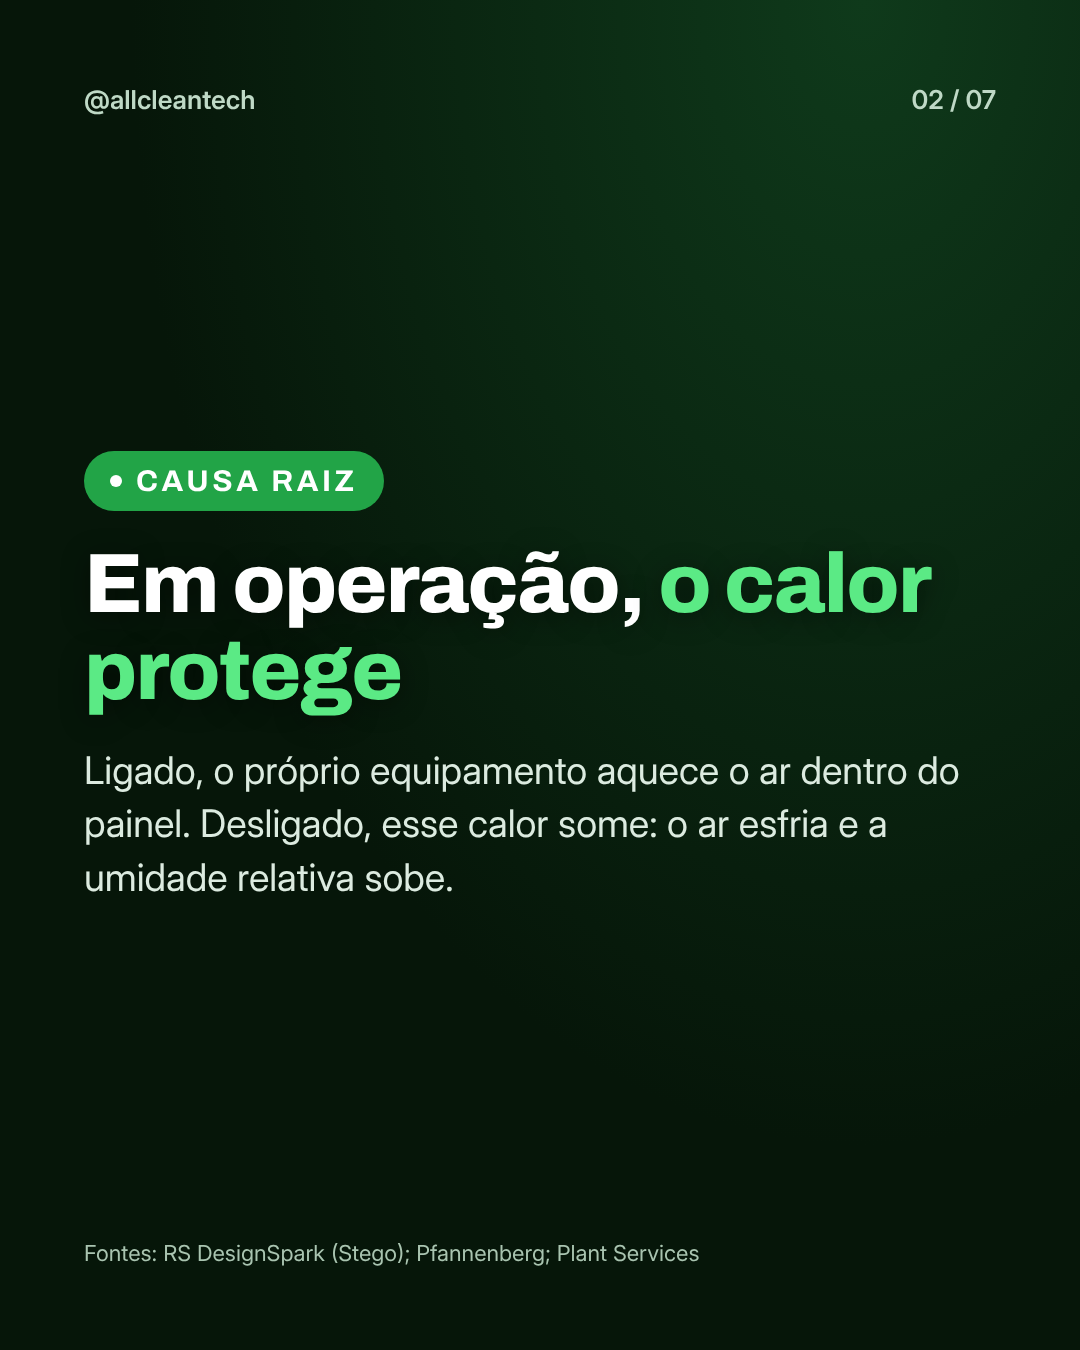 @allcleantech
02 / 07
• CAUSA RAIZ
Em operação, o calor
protege
Ligado, o próprio equipamento aquece o ar dentro do
painel. Desligado, esse calor some: o ar esfria e a
umidade relativa sobe.
Fontes: RS DesignSpark (Stego); Pfannenberg; Plant Services